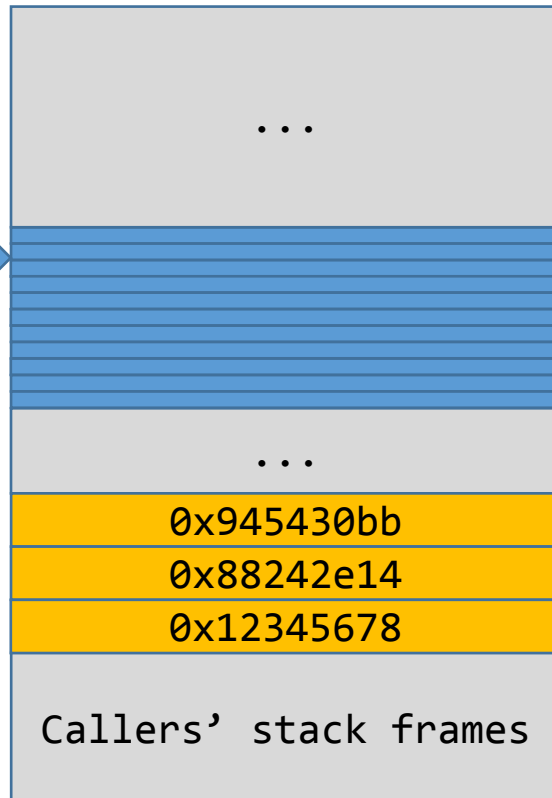 ...
...
0x945430bb
0x88242e14
0x12345678
Callers’ stack frames